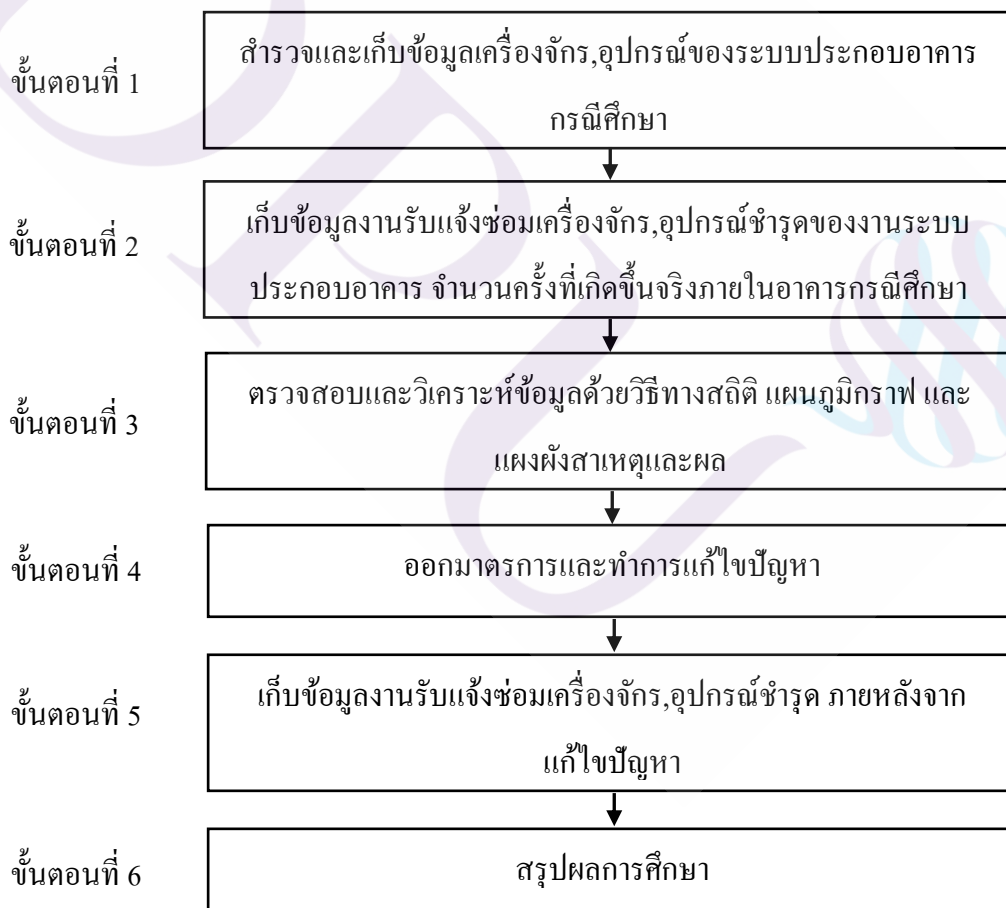 ขั้นตอนที่ 1
สำรวจและเก็บข้อมูลเครื่องจักร,อุปกรณ์ของระบบประกอบอาคาร
กรณีศึกษา
ขั้นตอนที่ 2
เก็บข้อมูลงานรับแจ้งซ่อมเครื่องจักร,อุปกรณ์ชำรุดของงานระบบ
ประกอบอาคาร จำนวนครั้งที่เกิดขึ้นจริงภายในอาคารกรณีศึกษา
ขั้นตอนที่ 3
ตรวจสอบและวิเคราะห์ข้อมูลด้วยวิธีทางสถิติ แผนภูมิกราฟ และ
แผงผังสาเหตุและผล
ขั้นตอนที่ 4
ออกมาตรการและทำการแก้ไขปัญหา
ขั้นตอนที่ 5
เก็บข้อมูลงานรับแจ้งซ่อมเครื่องจักร,อุปกรณ์ชำรุด ภายหลังจาก
แก้ไขปัญหา
ขั้นตอนที่ 6
สรุปผลการศึกษา